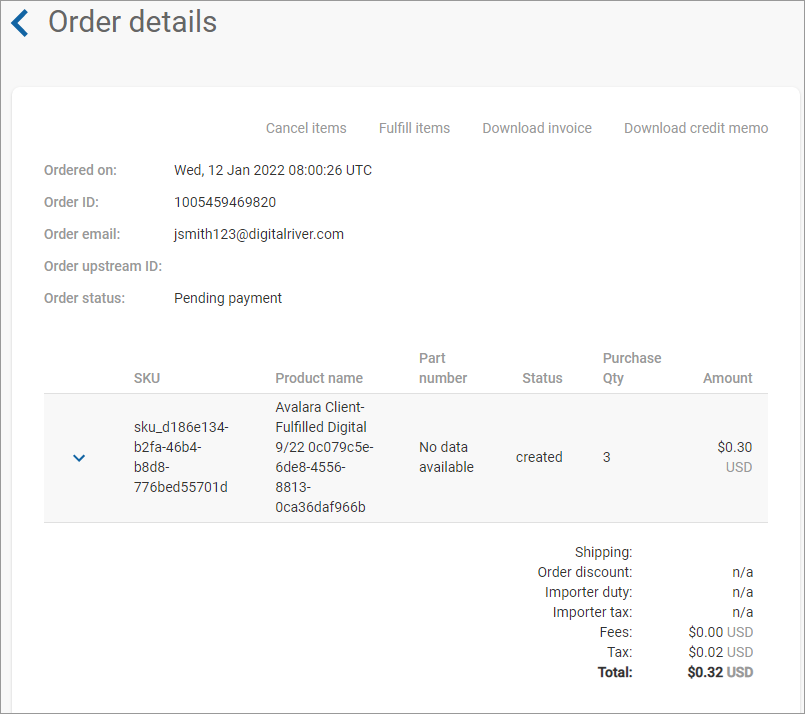 Order details
Cancel items Fulfill items Download invoice Download credit memo
Ordered on: Wed, 12 Jan 2022 08:00:26 UTC
Order ID: 1005459469820
Order email: jsmith123@digitalriver.com
Order upstream ID:
Order status: Pending payment
SKU Product name Part number Status Purchase Qty Amount
sku_d186e134-
b2fa-46b4-
b8d8-
776bed55701d
Avalara Client-
Fulfilled Digital
9/22 0c079c5e-
6de8-4556-
8813-
0ca36daf966b
No data
available
created
3
$0.30
USD
Shipping:
Order discount: n/a
Importer duty: n/a
Importer tax: n/a
Fees: $0.00 USD
Tax: $0.02 USD
Total: $0.32 USD